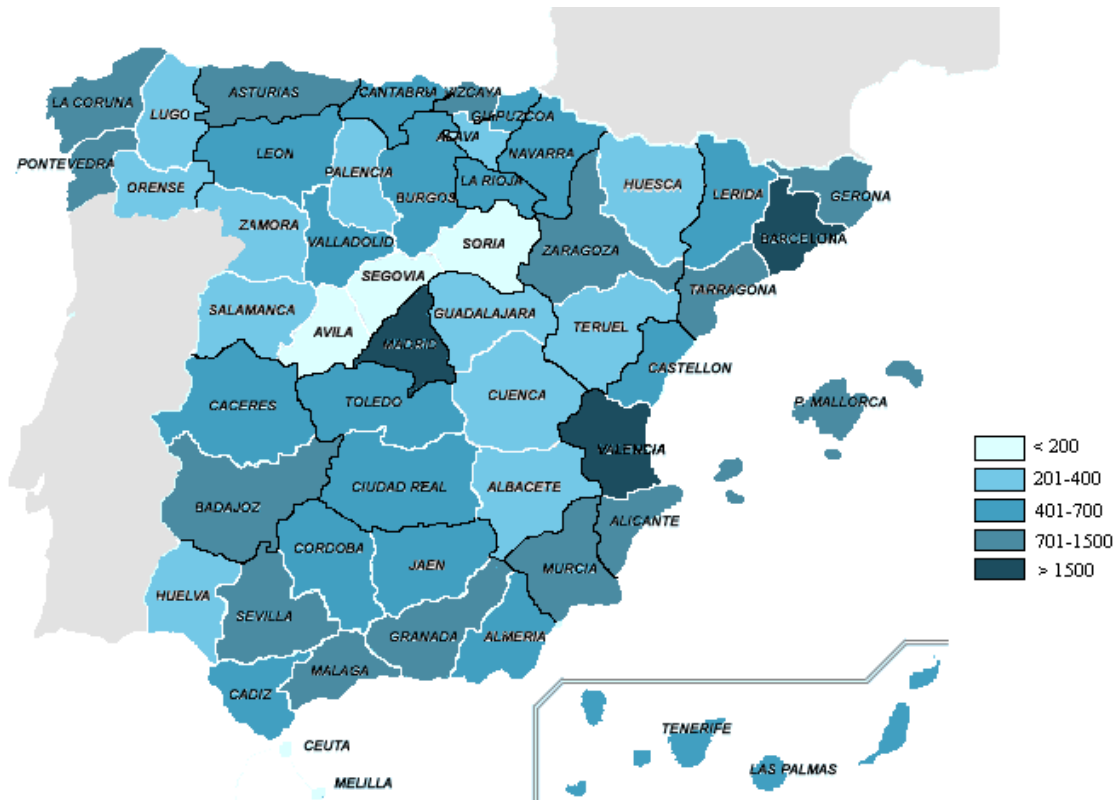 LA CORUNA
LUGO
ASTURIAS
CANTABRIA
VIZCAYA
GUIPUZCOA
ALAVA
NAVARRA
PONTEVEDRA
ORENSE
LEON
PALENCIA
BURGOS
LA RIOJA
HUESCA
LERIDA
GERONA
BARCELONA
ZAMORA
VALLADOLID
SORIA
ZARAGOZA
TARRAGONA
SEGOVIA
SALAMANCA
AVILA
MADRID
GUADALAJARA
TERUEL
CASTELLON
CACERES
TOLEDO
CUENCA
P. MALLORCA
VALENCIA
BADAJOZ
CIUDAD REAL
ALBACETE
ALICANTE
CORDOBA
JAEN
MURCIA
HUELVA
SEVILLA
GRANADA
ALMERIA
MALAGA
CADIZ
CEUTA
MELILLA
TENERIFE
LAS PALMAS
< 200
201-400
401-700
701-1500
> 1500